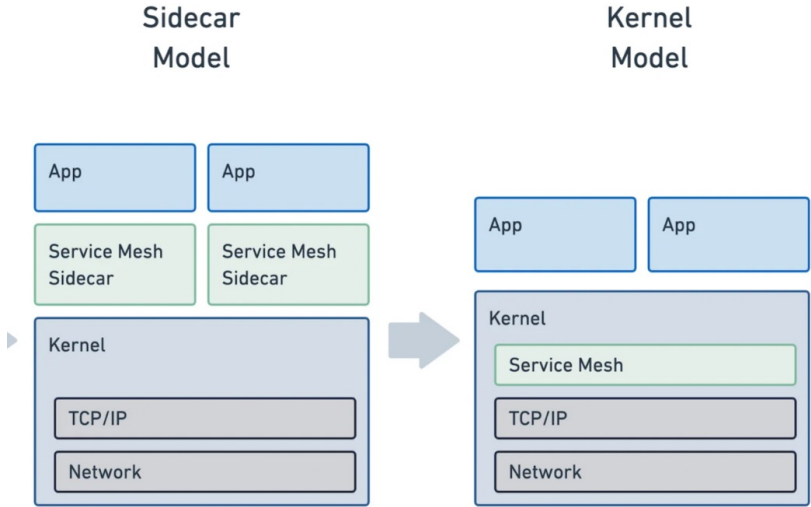 Sidecar
Model
App
App
Service Mesh
Sidecar
Service Mesh
Sidecar
Kernel
TCP/IP
Network
Kernel
Model
App
App
Kernel
Service Mesh
TCP/IP
Network